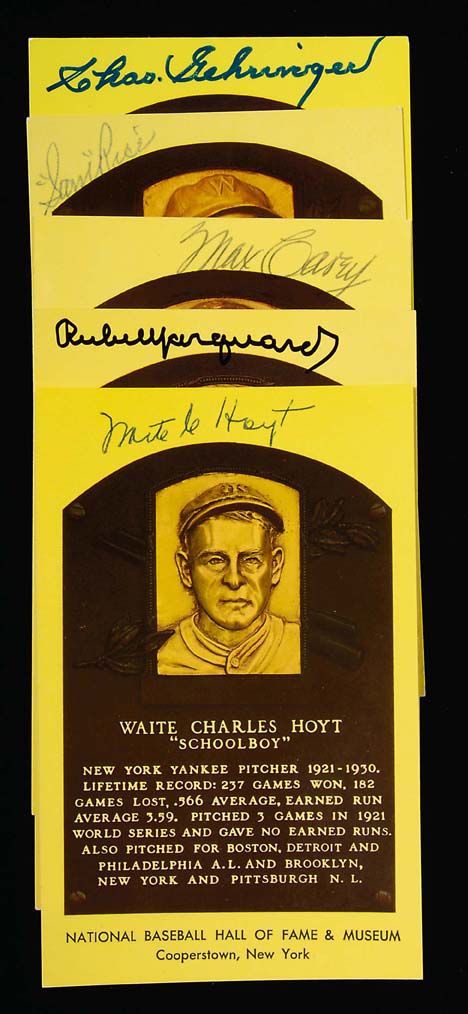 Chas. Gehringer
"Sam" Rice
W
Max Carey
Rube Marquard
Waite C Hoyt
WAITE CHARLES HOYT
"SCHOOLBOY"
NEW YORK YANKEE PITCHER 1921-1930.
LIFETIME RECORD: 237 GAMES WON, 182
GAMES LOST, .566 AVERAGE, EARNED RUN
AVERAGE 3.59. PITCHED 3 GAMES IN 1921
WORLD SERIES AND GAVE NO EARNED RUNS.
ALSO PITCHED FOR BOSTON, DETROIT AND
PHILADELPHIA A.L. AND BROOKLYN,
NEW YORK AND PITTSBURGH N. L.
NATIONAL BASEBALL HALL OF FAME & MUSEUM
Cooperstown, New York